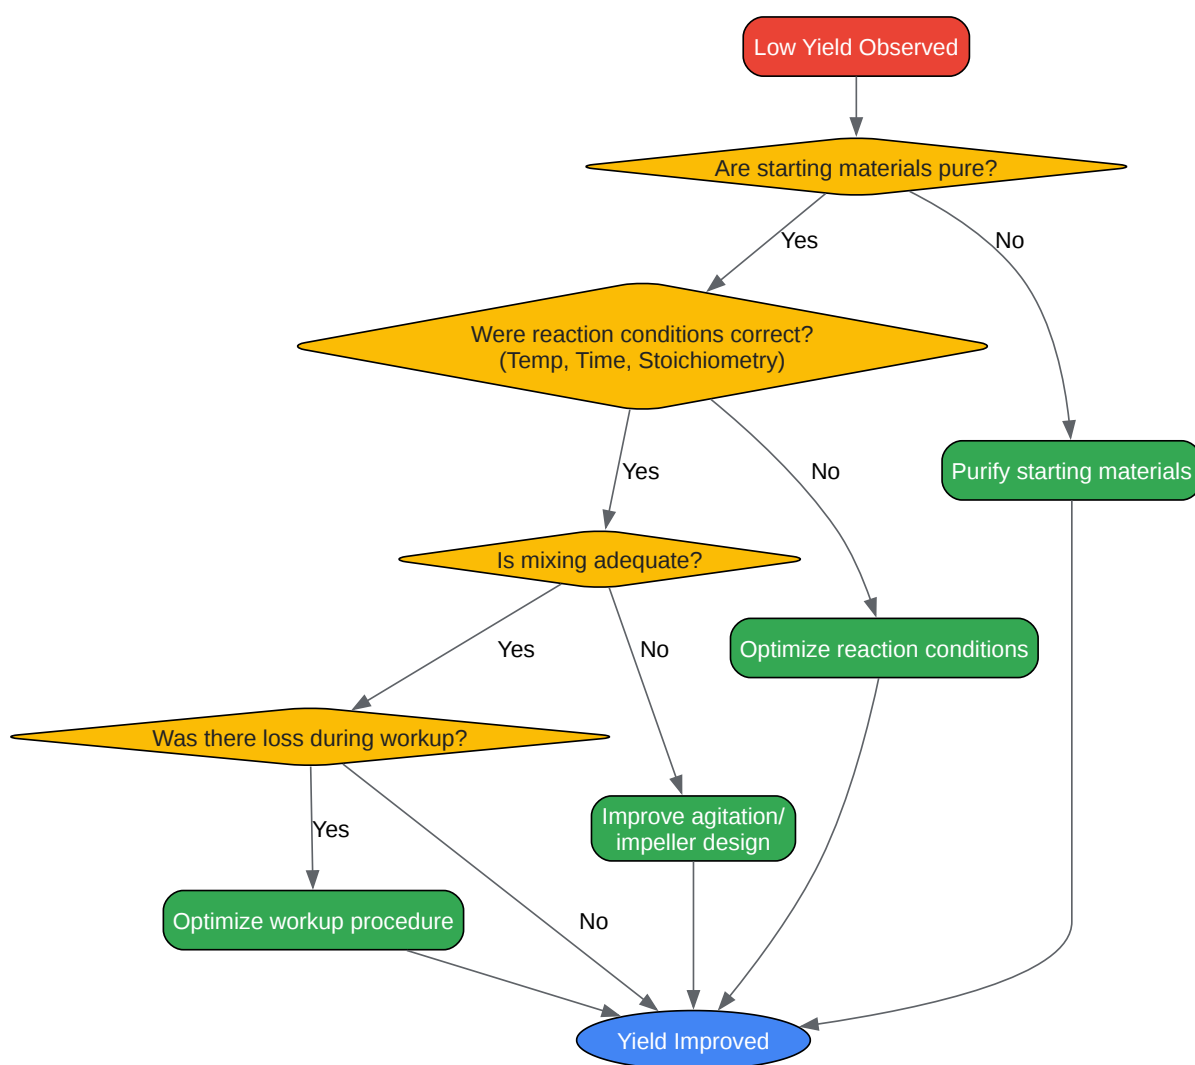 Low Yield Observed
Are starting materials pure?
Yes
No
Were reaction conditions correct?
(Temp, Time, Stoichiometry)
Yes
No
Purify starting materials
Is mixing adequate?
Yes
No
Optimize reaction conditions
Was there loss during workup?
Yes
Improve agitation/
impeller design
Optimize workup procedure
No
Yield Improved